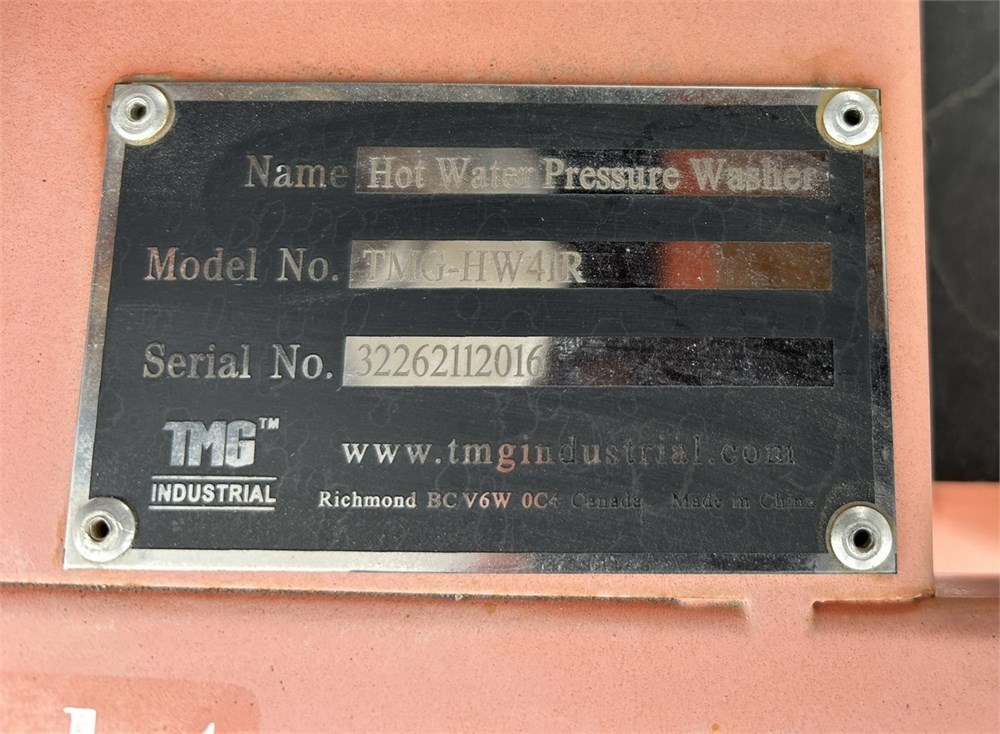 Name Hot Water Pressure Washer
Model No. TMG-HW41R
Serial No. 32262112016
TMG™
INDUSTRIAL
www.tmgindustrial.com
Richmond BC V6W 0C4 Canada Made in China